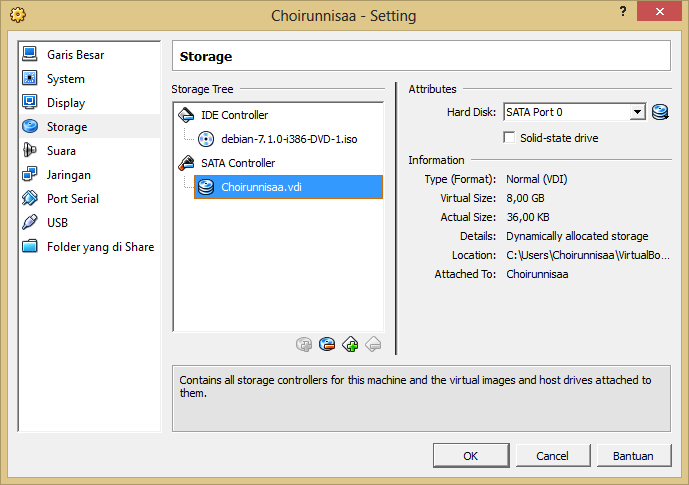 Choirunnisaa - Setting
?
Garis Besar
System
Display
Storage
Suara
Jaringan
Port Serial
USB
Folder yang di Share
Storage
Storage Tree
IDE Controller
debian-7.1.0-i386-DVD-1.iso
SATA Controller
Choirunnisaa.vdi
Attributes
Hard Disk: SATA Port 0
Solid-state drive
Information
Type (Format): Normal (VDI)
Virtual Size: 8,00 GB
Actual Size: 36,00 KB
Details: Dynamically allocated storage
Location: C:\Users\Choirunnisaa\VirtualBo...
Attached To: Choirunnisaa
Contains all storage controllers for this machine and the virtual images and host drives attached to
them.
OK Cancel Bantuan